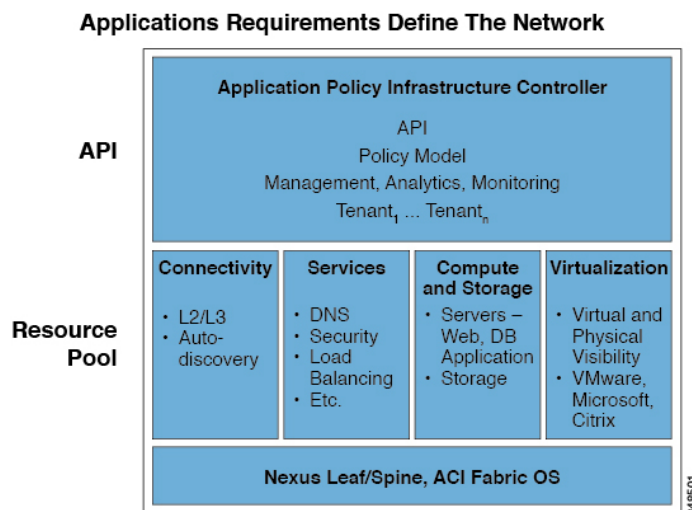 Applications Requirements Define The Network
API
Application Policy Infrastructure Controller
API
Policy Model
Management, Analytics, Monitoring
Tenant1 ... Tenantn
Resource
Pool
Connectivity
• L2/L3
• Auto-
discovery
Services
• DNS
• Security
• Load
Balancing
• Etc.
Compute
and Storage
• Servers –
Web, DB
Application
• Storage
Virtualization
• Virtual and
Physical
Visibility
• VMware,
Microsoft,
Citrix
Nexus Leaf/Spine, ACI Fabric OS